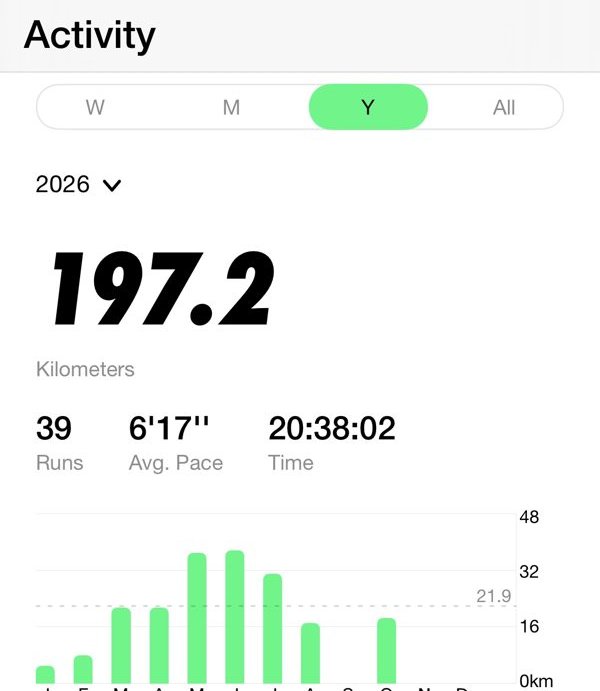 Activity
W M Y All
2026
197.2
Kilometers
39 6'17'' 20:38:02
Runs Avg. Pace Time
48
32
21.9
16
0km